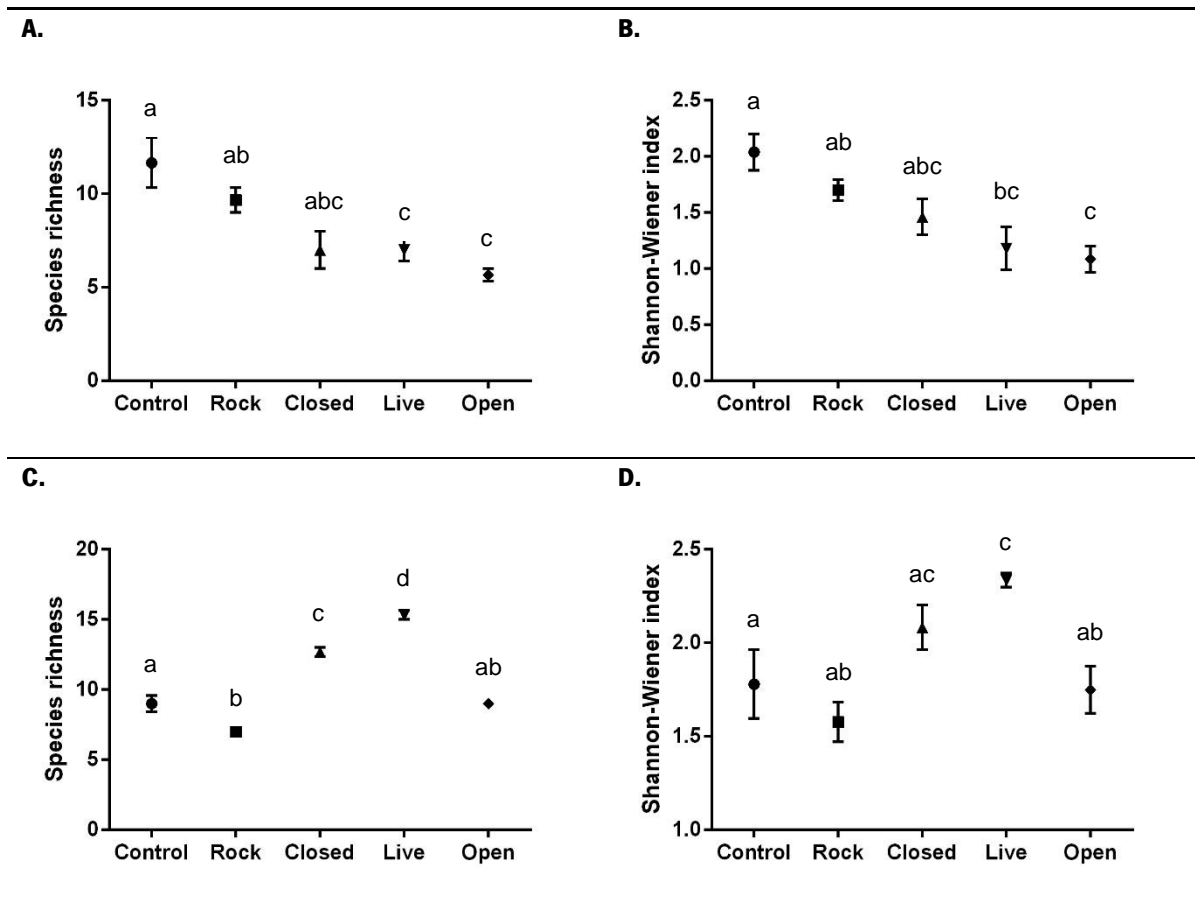 A.
Species richness
15
10
5
0
a
ab
abc
c
c
Control Rock Closed Live Open
B.
Shannon-Wiener index
2.5
2.0
1.5
1.0
0.5
0.0
a
ab
abc
bc
c
Control Rock Closed Live Open
C.
Species richness
20
15
10
5
0
a
b
c
d
ab
Control Rock Closed Live Open
D.
Shannon-Wiener index
2.5
2.0
1.5
1.0
a
ab
ac
c
ab
Control Rock Closed Live Open